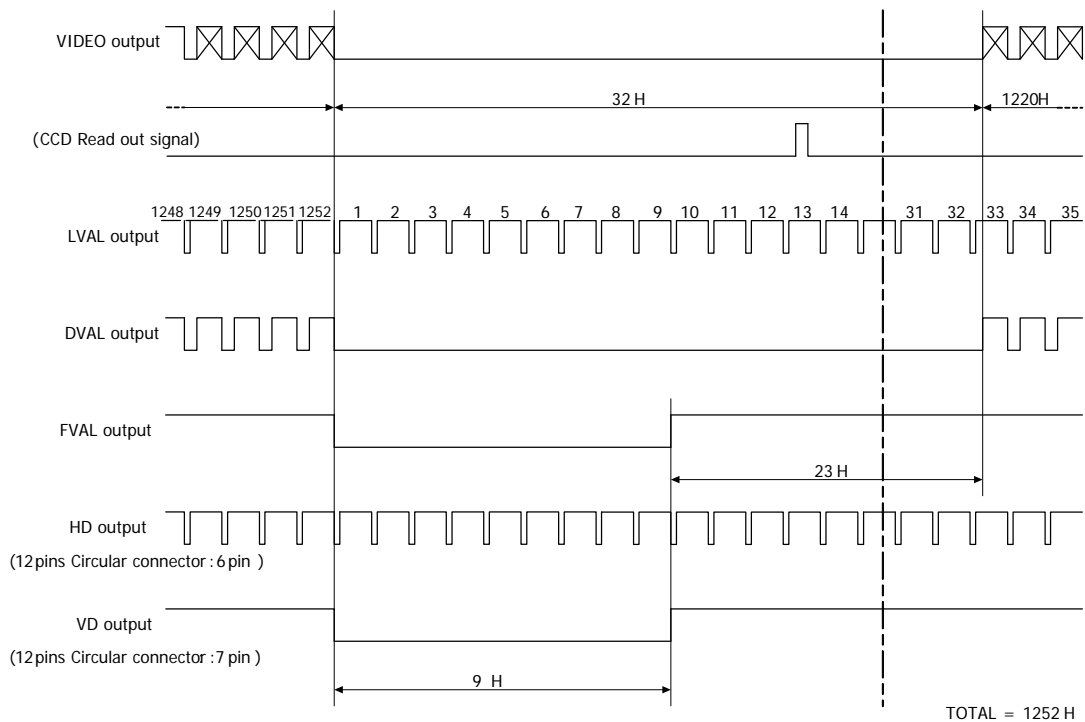 VIDEO output
32 H
1220H
(CCD Read out signal)
1248 1249 1250 1251 1252 1 2 3 4 5 6 7 8 9 10 11 12 13 14 31 32 33 34 35
LVAL output
DVAL output
FVAL output
23 H
HD output
(12pins Circular connector : 6 pin )
VD output
(12pins Circular connector : 7 pin )
9 H
TOTAL = 1252 H